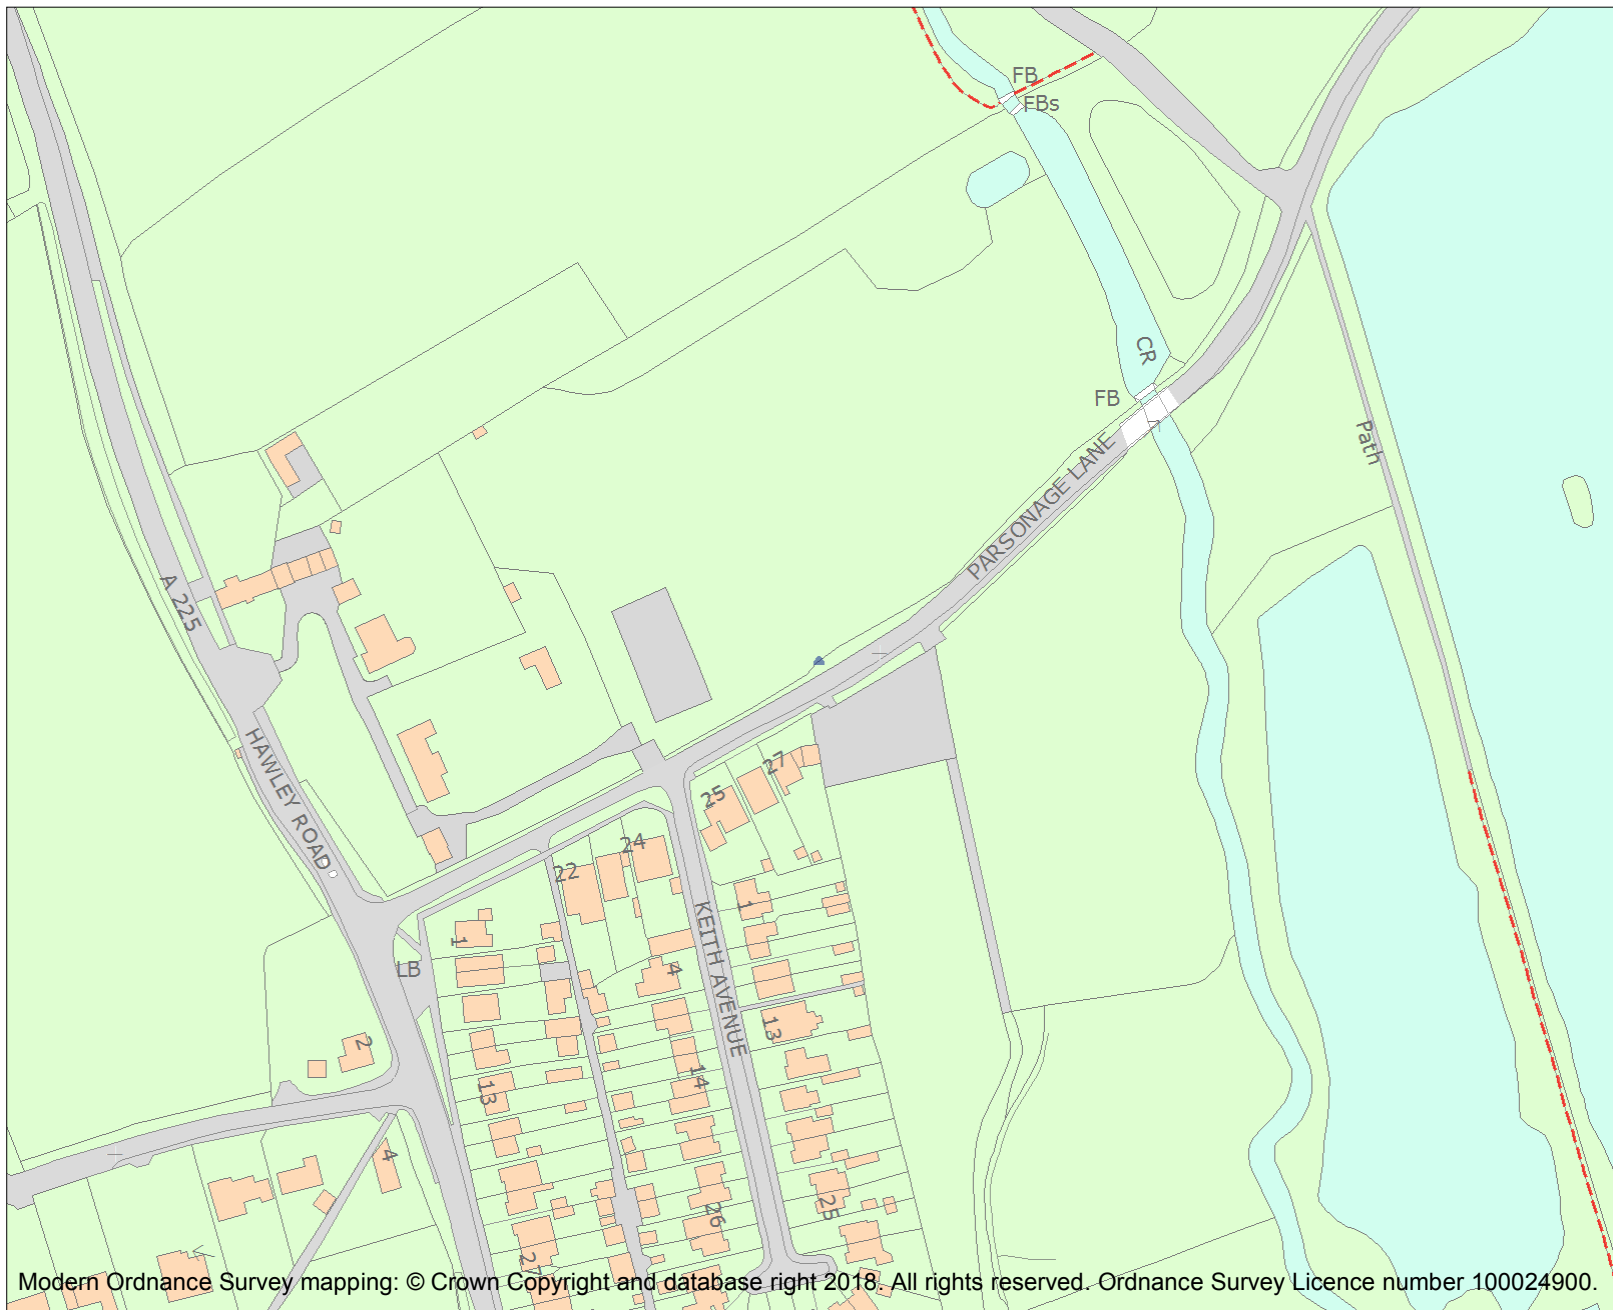 FB
FBs
CR
FB
Path
PARSONAGE LANE
A 225
HAWLEY ROAD
27
25
24
22
1
1
KEITH AVENUE
LB
4
13
2
14
13
4
25
26
27
Modern Ordnance Survey mapping: © Crown Copyright and database right 2018. All rights reserved. Ordnance Survey Licence number 100024900.